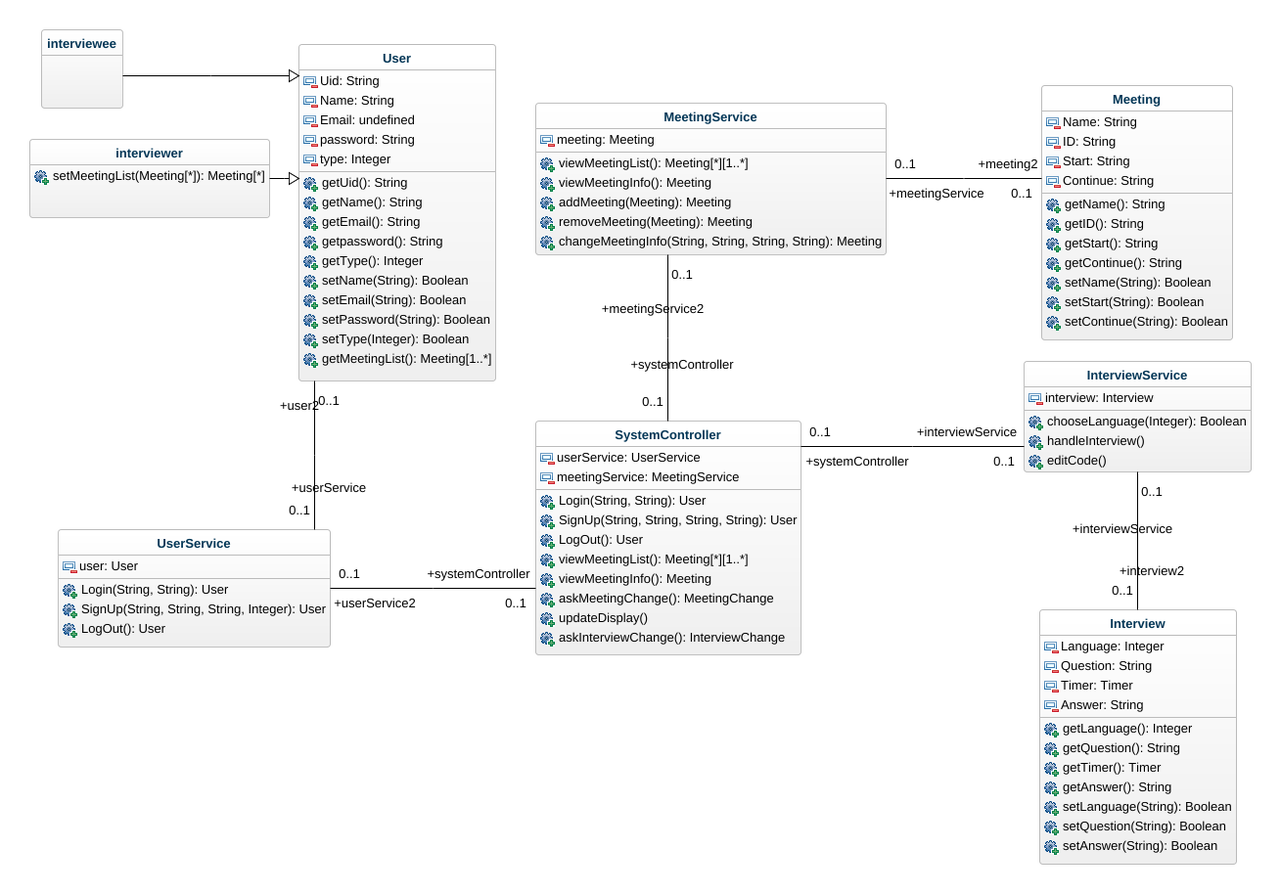 interviewee
User
Uid: String
Name: String
Email: undefined
password: String
type: Integer
getUid(): String
getName(): String
getEmail(): String
getpassword(): String
getType(): Integer
setName(String): Boolean
setEmail(String): Boolean
setPassword(String): Boolean
setType(Integer): Boolean
getMeetingList(): Meeting[1..*]
interviewer
setMeetingList(Meeting[*]): Meeting[*]
MeetingService
meeting: Meeting
viewMeetingList(): Meeting[*][1..*]
viewMeetingInfo(): Meeting
addMeeting(Meeting): Meeting
removeMeeting(Meeting): Meeting
changeMeetingInfo(String, String, String, String): Meeting
0..1
+meeting2
+meetingService
0..1
Meeting
Name: String
ID: String
Start: String
Continue: String
getName(): String
getID(): String
getStart(): String
getContinue(): String
setName(String): Boolean
setStart(String): Boolean
setContinue(String): Boolean
0..1
+meetingService2
+systemController
0..1
InterviewService
interview: Interview
chooseLanguage(Integer): Boolean
handleInterview()
editCode()
+user2
0..1
+userService
0..1
SystemController
userService: UserService
meetingService: MeetingService
Login(String, String): User
SignUp(String, String, String, String): User
LogOut(): User
viewMeetingList(): Meeting[*][1..*]
viewMeetingInfo(): Meeting
askMeetingChange(): MeetingChange
updateDisplay()
askInterviewChange(): InterviewChange
0..1
+interviewService
+systemController
0..1
0..1
+interviewService
+interview2
0..1
UserService
user: User
Login(String, String): User
SignUp(String, String, String, Integer): User
LogOut(): User
0..1
+systemController
+userService2
0..1
Interview
Language: Integer
Question: String
Timer: Timer
Answer: String
getLanguage(): Integer
getQuestion(): String
getTimer(): Timer
getAnswer(): String
setLanguage(String): Boolean
setQuestion(String): Boolean
setAnswer(String): Boolean